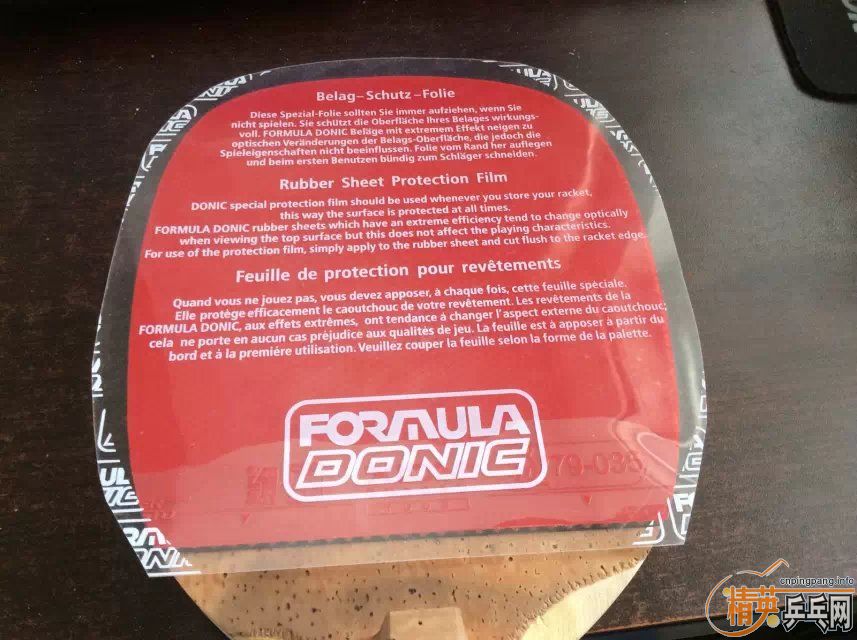 Belag-Schutz-Folie
Diese Spezial-Folie sollten Sie immer aufziehen, wenn Sie
nicht spielen. Sie schützt die Oberfläche Ihres Belages wirkungs-
voll. FORMULA DONIC Beläge mit extremem Effekt neigen zu
optischen Veränderungen der Belags-Oberfläche, die jedoch die
Spieleigenschaften nicht beeinflussen. Folie vom Rand her auflegen
und beim ersten Benutzen bündig zum Schläger schneiden.
Rubber Sheet Protection Film
DONIC special protection film should be used whenever you store your racket,
this way the surface is protected at all times.
FORMULA DONIC rubber sheets which have an extreme efficiency tend to change optically
when viewing the top surface but this does not affect the playing characteristics.
For use of the protection film, simply apply to the rubber sheet and cut flush to the racket edge.
Feuille de protection pour revêtements
Quand vous ne jouez pas, vous devez apposer, à chaque fois, cette feuille spéciale.
Elle protège efficacement le caoutchouc de votre revêtement. Les revêtements de la
FORMULA DONIC, aux effets extrêmes, ont tendance à changer l'aspect externe du caoutchouc;
cela ne porte en aucun cas préjudice aux qualités de jeu. La feuille est à apposer à partir du
bord et à la première utilisation. Veuillez couper la feuille selon la forme de la palette.
FORMULA
DONIC
79-036
cnpingpang.info
精英乒乓网